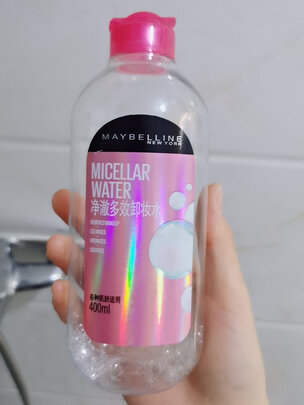 MAYBELLINE
NEW YORK
MICELLAR
WATER
净澈多效卸妆水
REMOVES MAKEUP
CLEANSES
HYDRATES
SOOTHES
各种肌肤适用
400ml